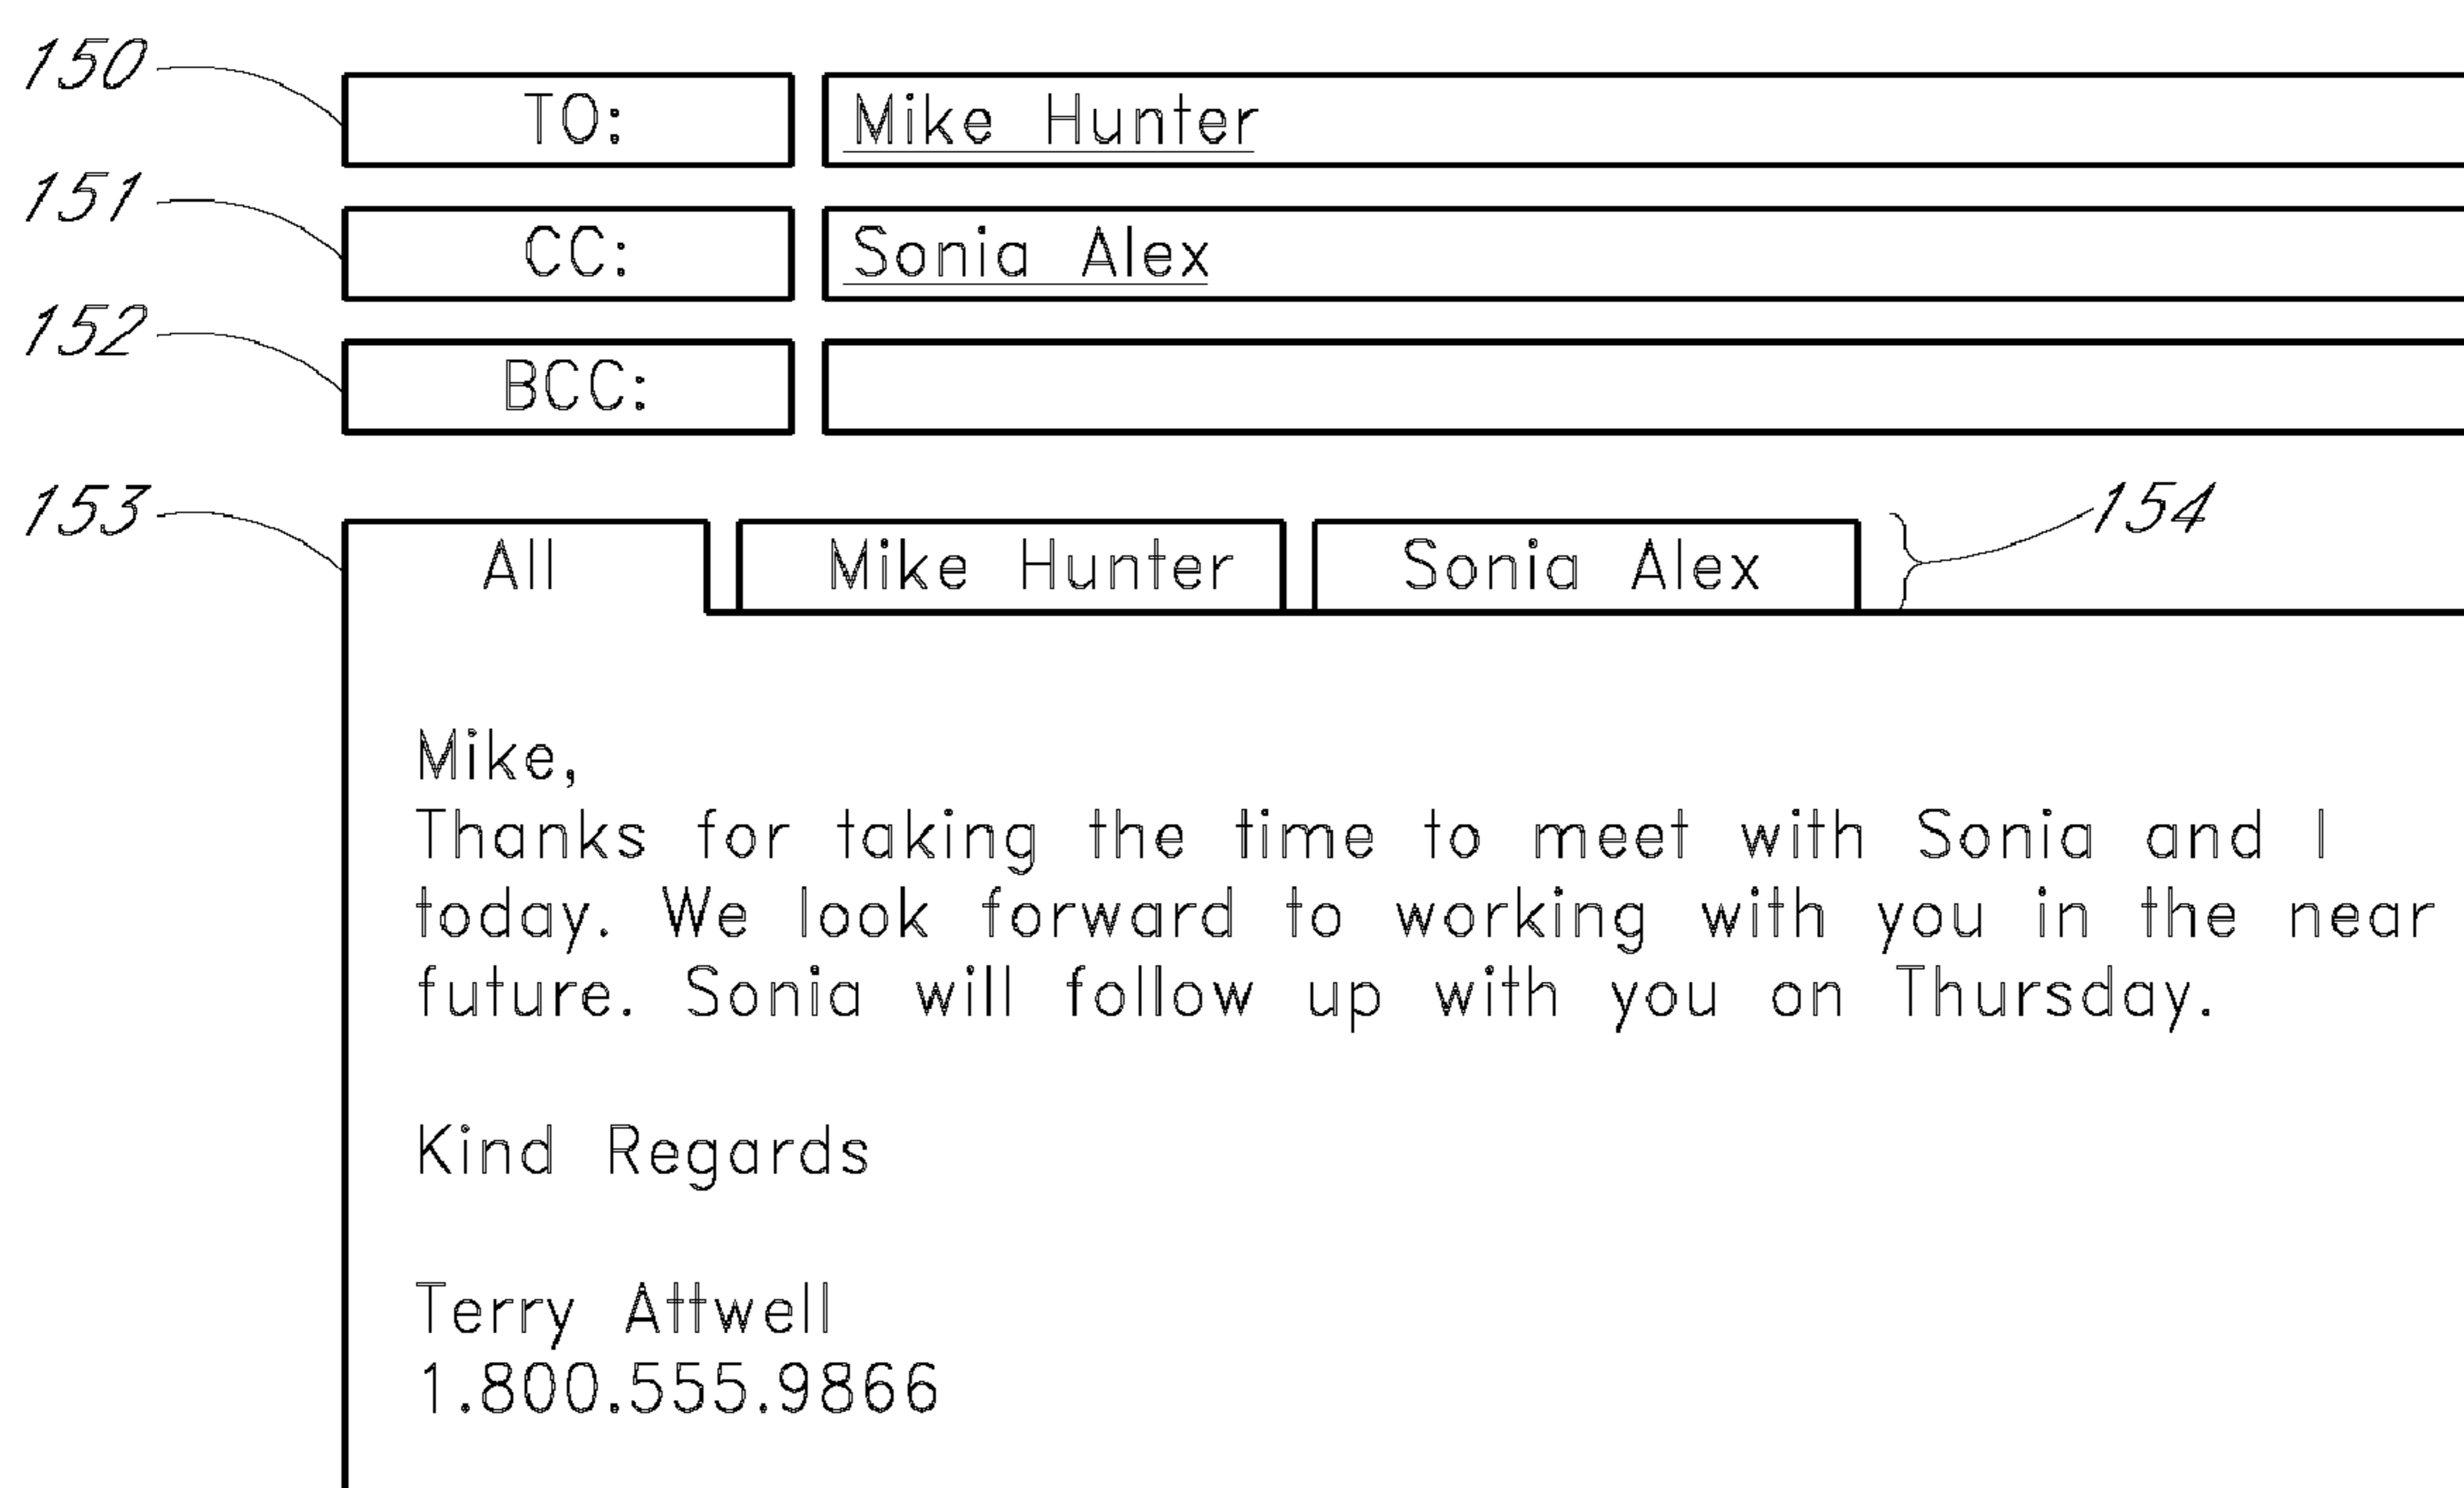 150 TO: Mike Hunter
151 CC: Sonia Alex
152 BCC:
153 All Mike Hunter Sonia Alex 154
Mike,
Thanks for taking the time to meet with Sonia and I
today. We look forward to working with you in the near
future. Sonia will follow up with you on Thursday.
Kind Regards
Terry Attwell
1.800.555.9866